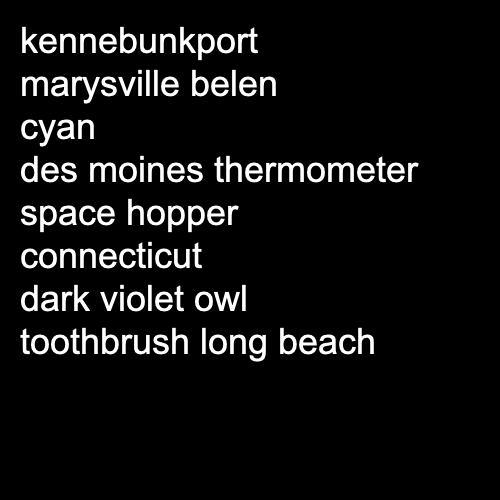 kennebunkport
marysville belen
cyan
des moines thermometer
space hopper
connecticut
dark violet owl
toothbrush long beach